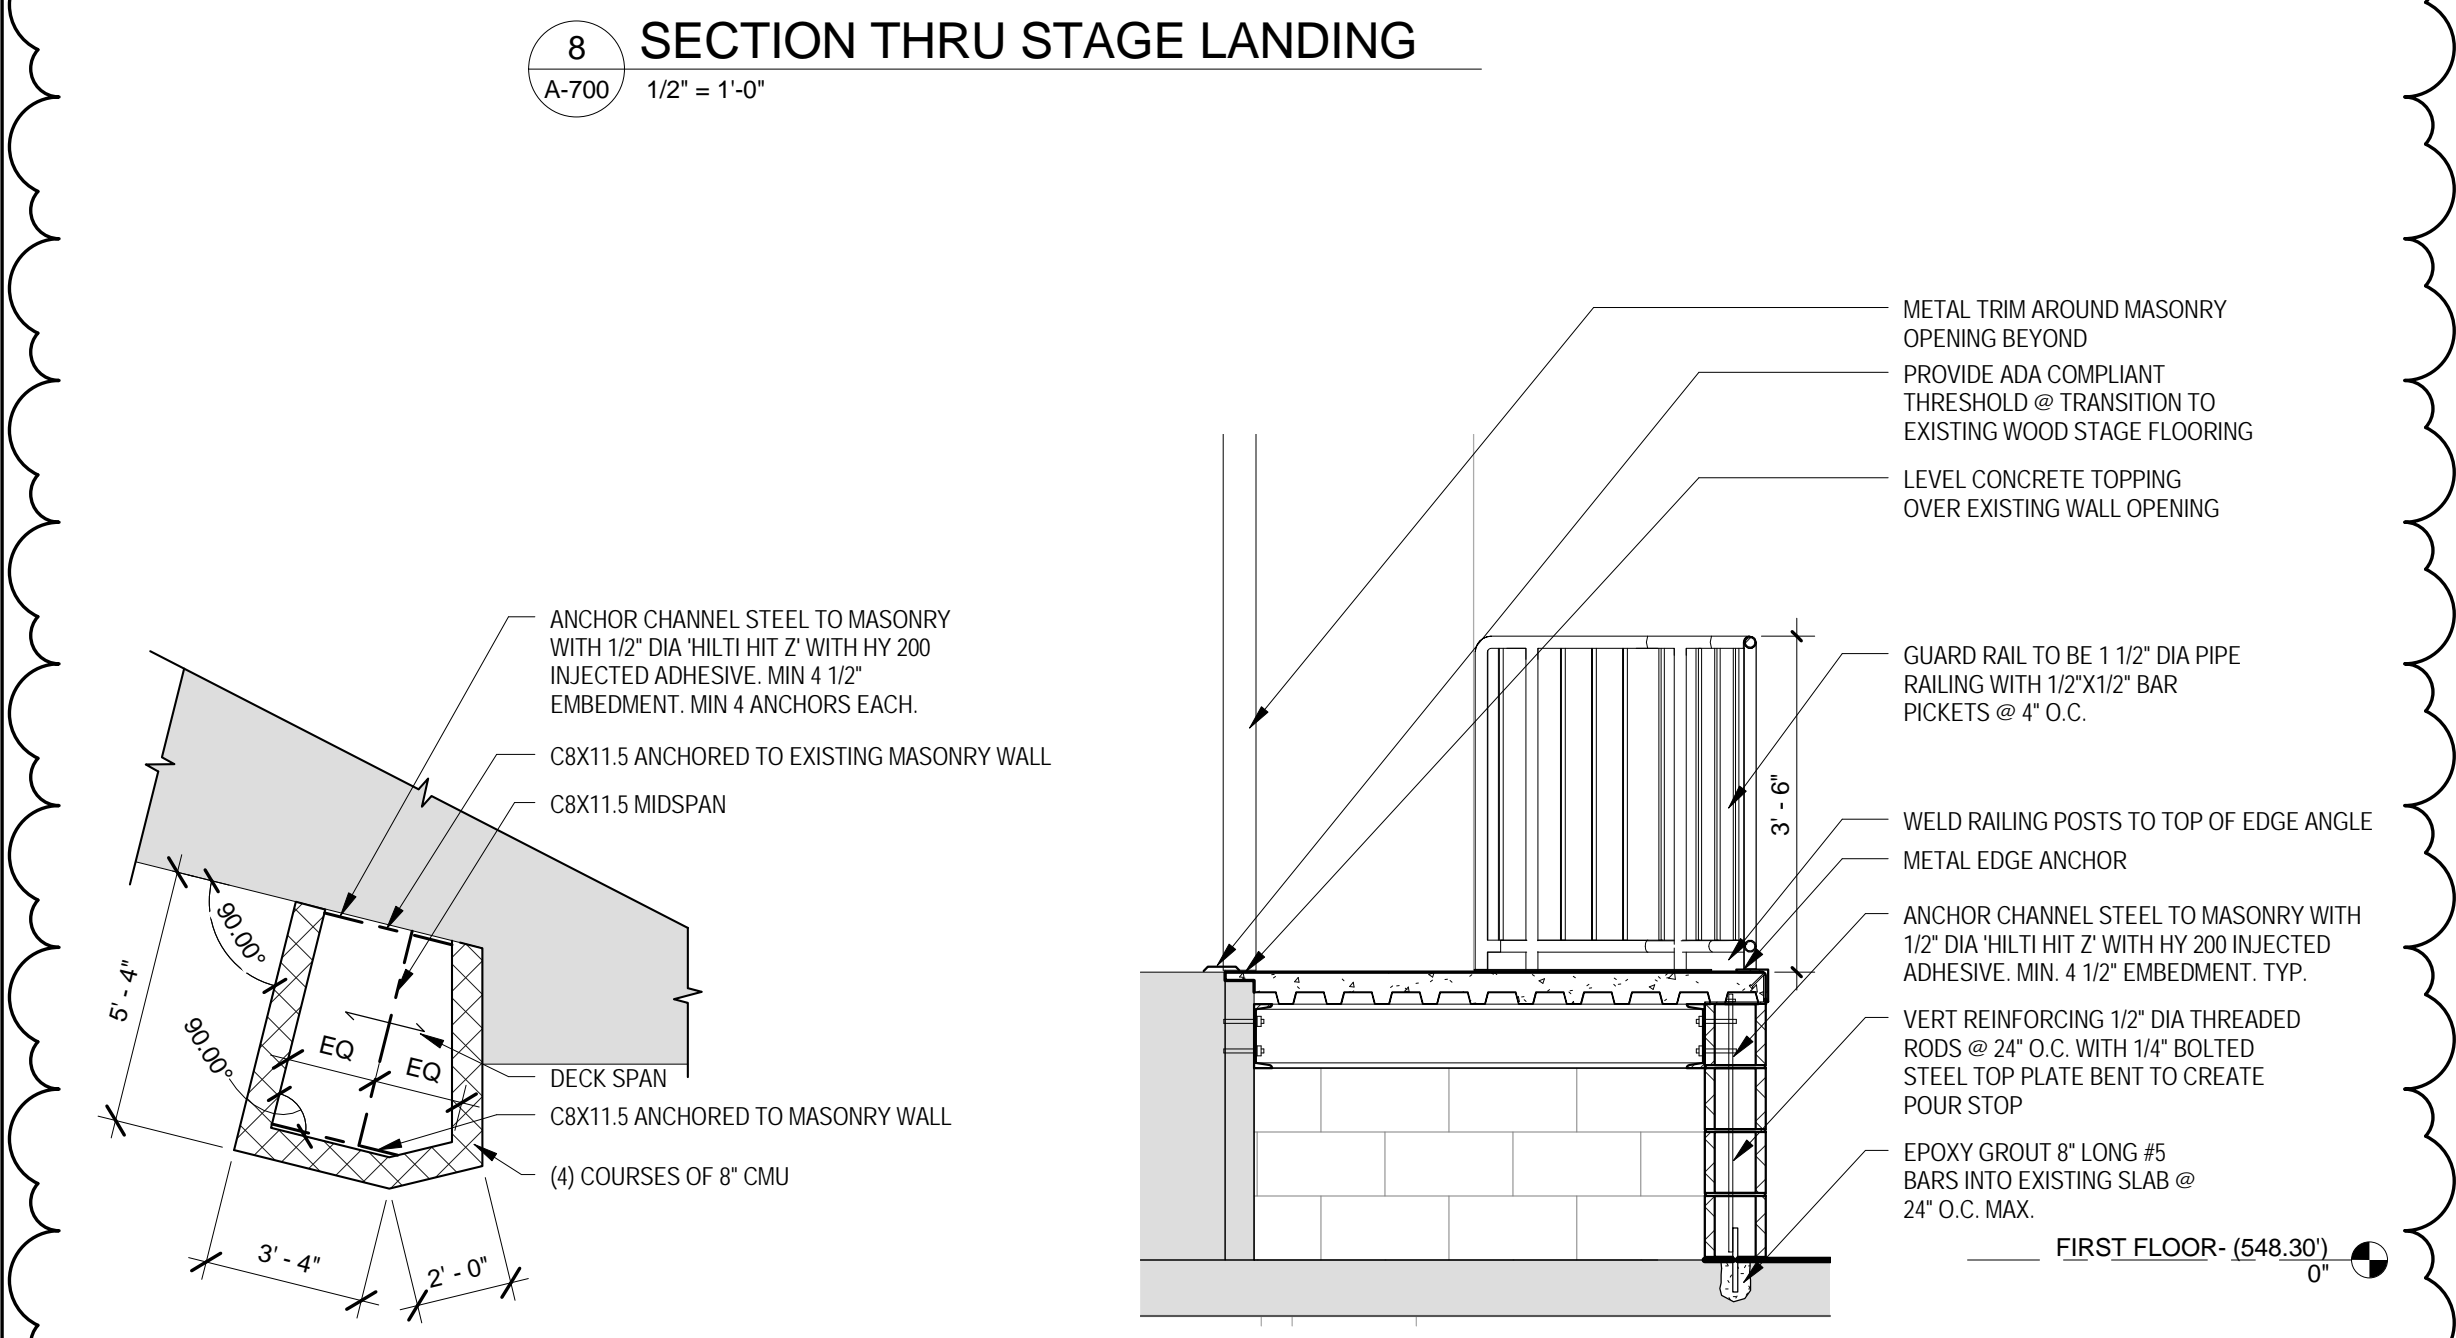 8
SECTION THRU STAGE LANDING
A-700
1/2" = 1'-0"
METAL TRIM AROUND MASONRY
OPENING BEYOND
PROVIDE ADA COMPLIANT
THRESHOLD @ TRANSITION TO
EXISTING WOOD STAGE FLOORING
LEVEL CONCRETE TOPPING
OVER EXISTING WALL OPENING
ANCHOR CHANNEL STEEL TO MASONRY
WITH 1/2" DIA 'HILTI HIT Z' WITH HY 200
INJECTED ADHESIVE. MIN 4 1/2"
EMBEDMENT. MIN 4 ANCHORS EACH.
C8X11.5 ANCHORED TO EXISTING MASONRY WALL
C8X11.5 MIDSPAN
90.00°
5' - 4"
90.00°
EQ
EQ
DECK SPAN
C8X11.5 ANCHORED TO MASONRY WALL
(4) COURSES OF 8" CMU
3' - 4"
2' - 0"
GUARD RAIL TO BE 1 1/2" DIA PIPE
RAILING WITH 1/2"X1/2" BAR
PICKETS @ 4" O.C.
3' - 6"
WELD RAILING POSTS TO TOP OF EDGE ANGLE
METAL EDGE ANCHOR
ANCHOR CHANNEL STEEL TO MASONRY WITH
1/2" DIA 'HILTI HIT Z' WITH HY 200 INJECTED
ADHESIVE. MIN. 4 1/2" EMBEDMENT. TYP.
VERT REINFORCING 1/2" DIA THREADED
RODS @ 24" O.C. WITH 1/4" BOLTED
STEEL TOP PLATE BENT TO CREATE
POUR STOP
EPOXY GROUT 8" LONG #5
BARS INTO EXISTING SLAB @
24" O.C. MAX.
FIRST FLOOR- (548.30')
0"